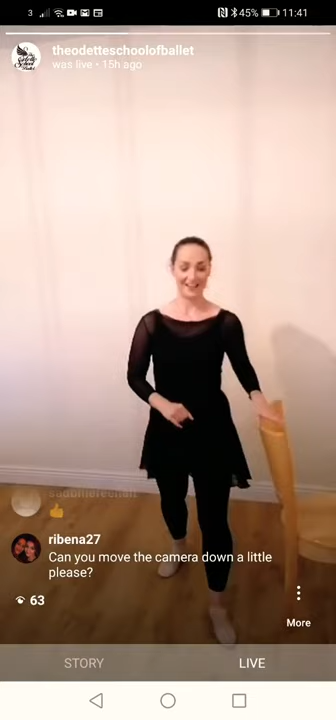 3 45% 11:41
theodetteschoolofballet
was live • 15h ago
ribena27
Can you move the camera down a little
please?
63
More
STORY LIVE